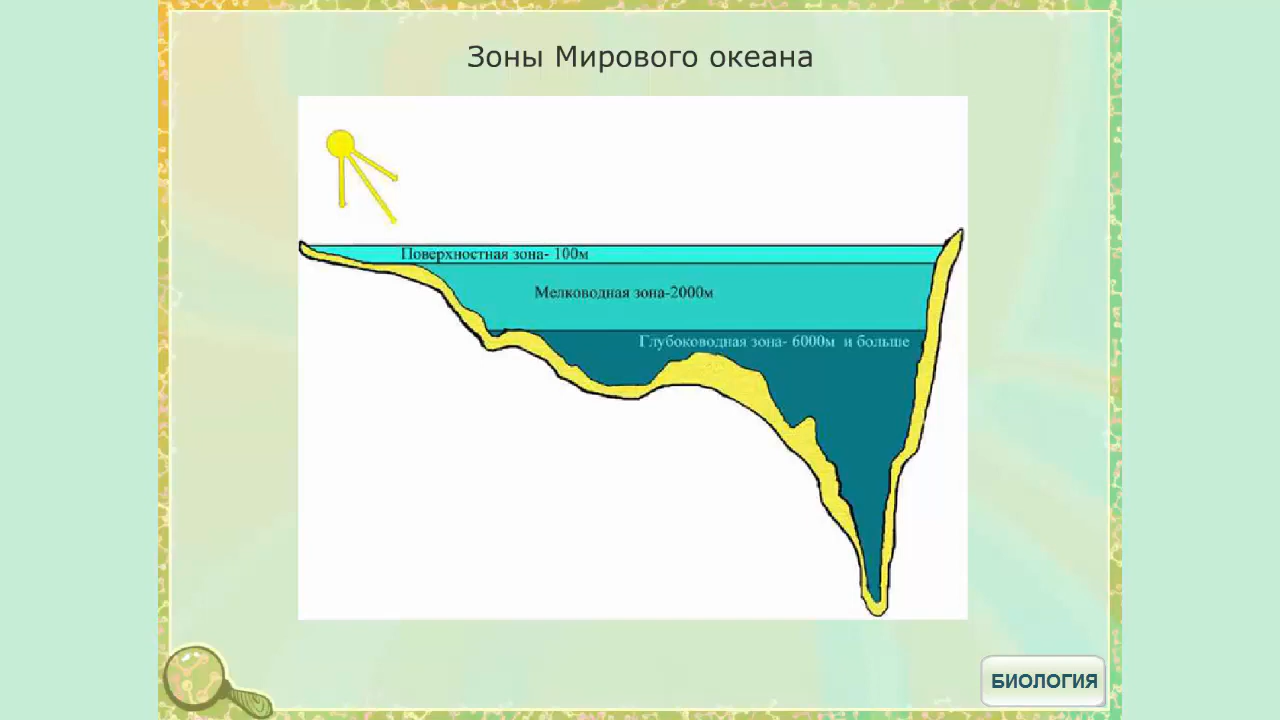 Зоны Мирового океана
Поверхностная зона- 100м
Мелководная зона-2000м
Глубоководная зона- 6000м и больше
БИОЛОГИЯ